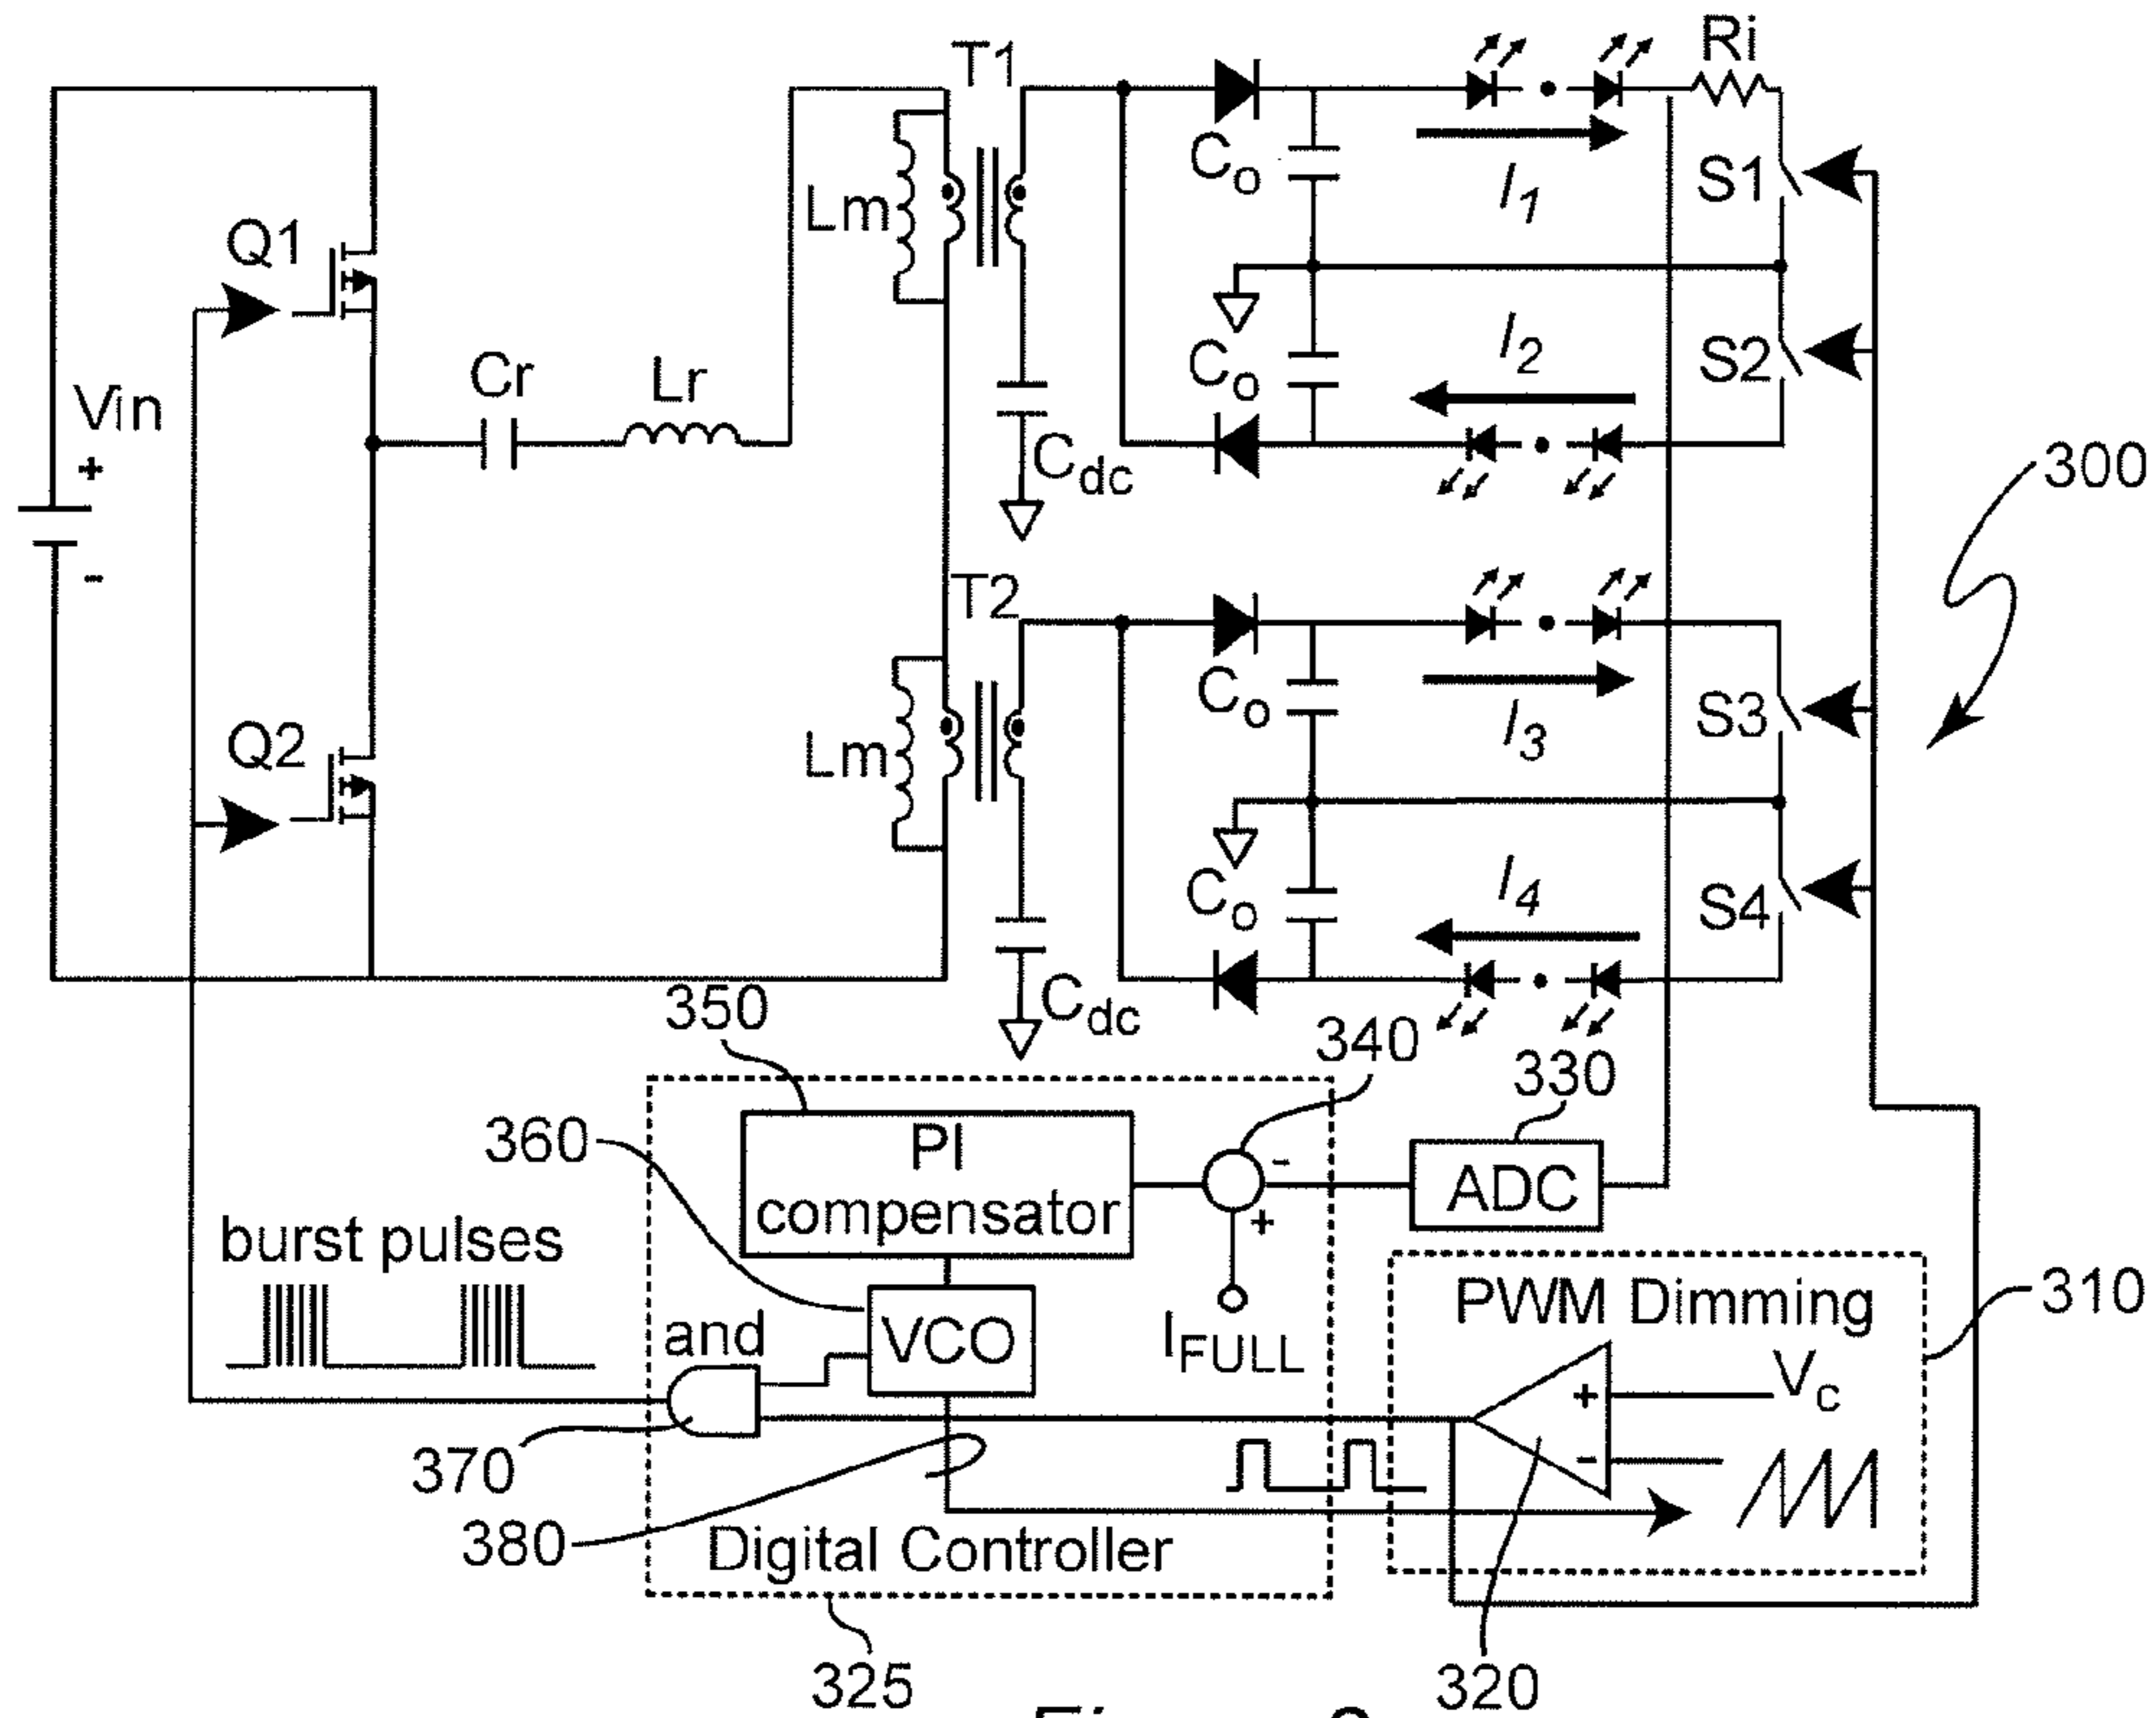 T1
Ri
Co
I1
S1
Lm
Q1
I2
Co
S2
Cr
Lr
Vin
+
-
Cdc
300
T2
Co
I3
S3
Lm
Q2
I4
Co
S4
Cdc
350
340
330
360
PI
compensator
-
+
ADC
burst pulses
and
VCO
IFULL
PWM Dimming
310
+
Vc
-
370
380
Digital Controller
325
320